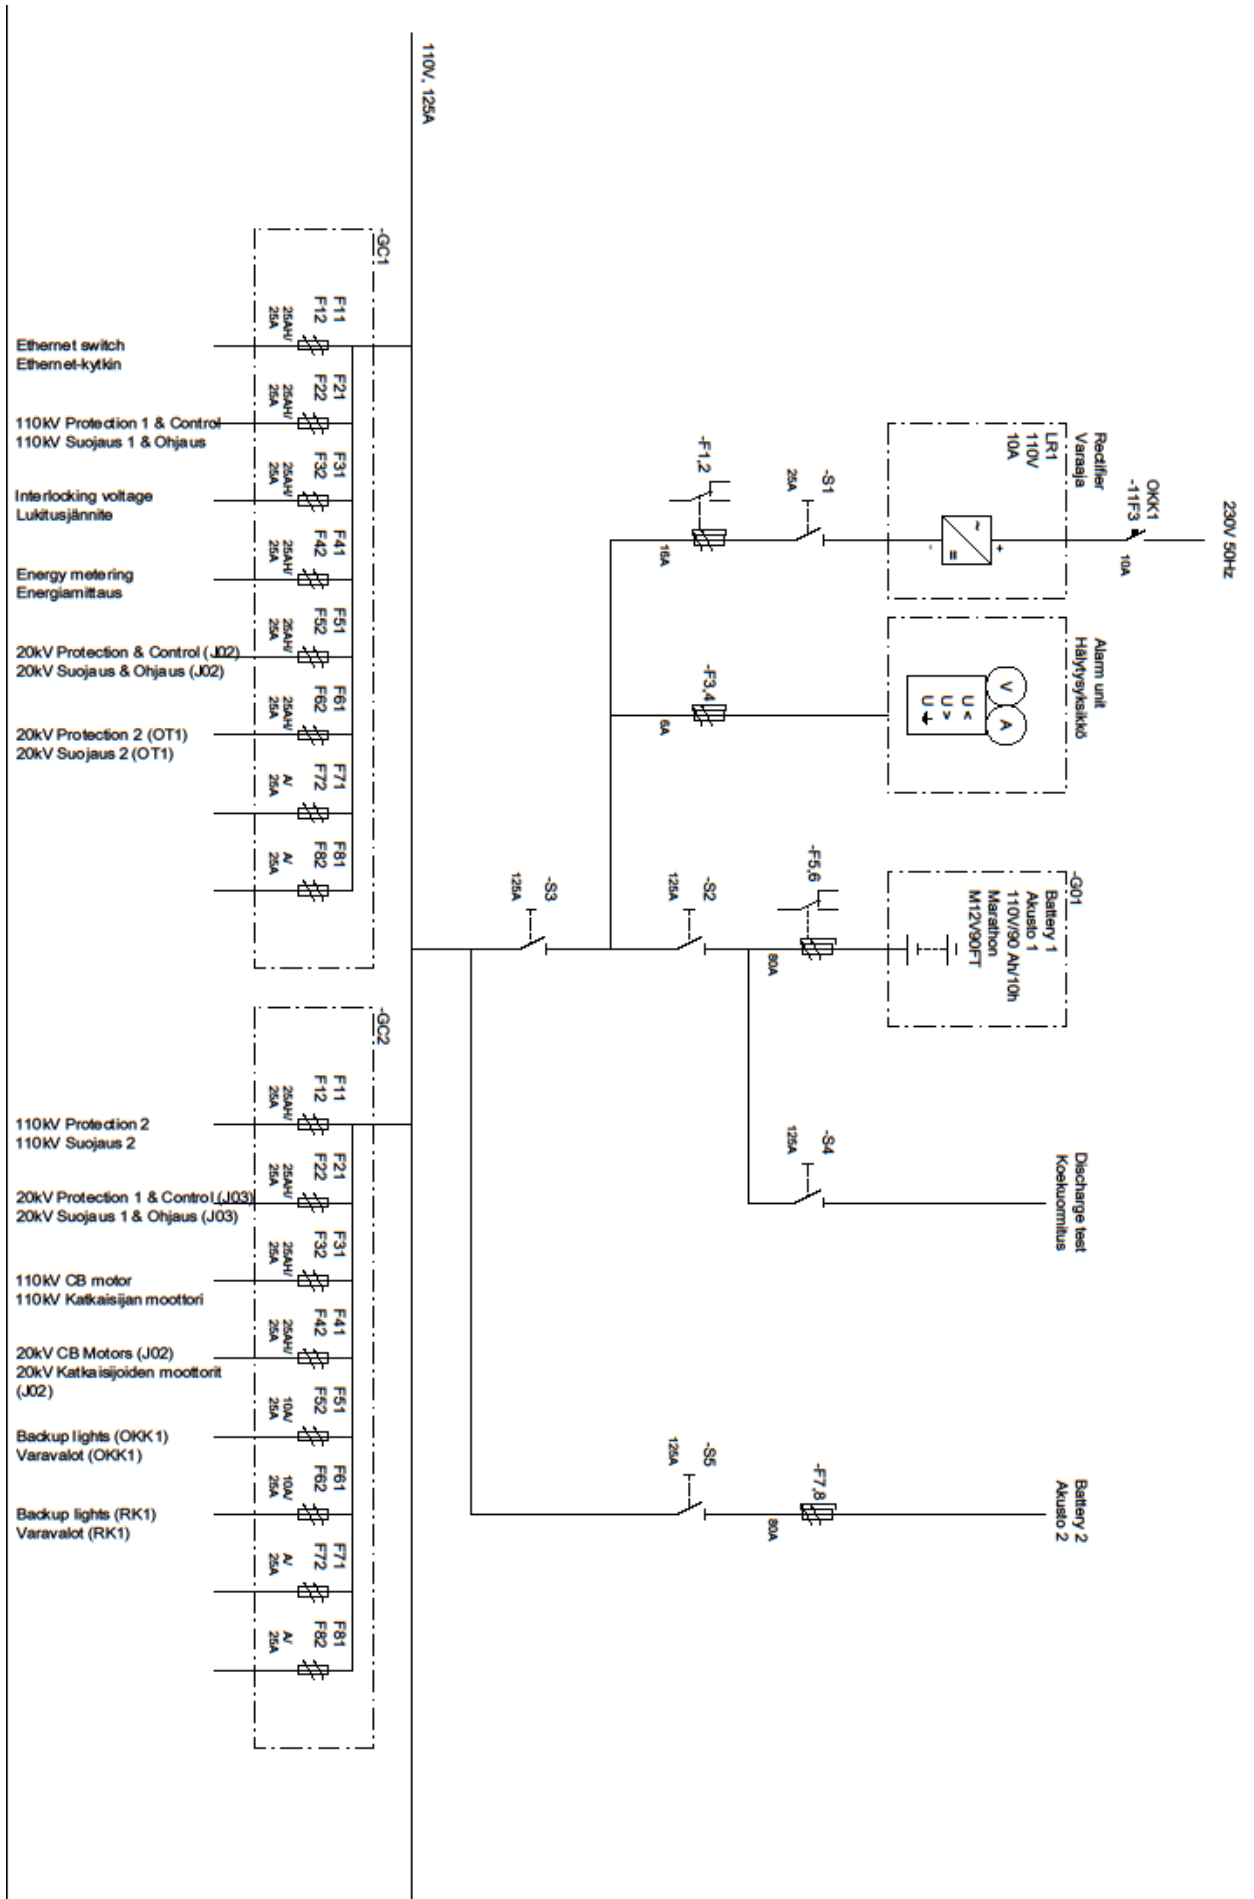 230V 50Hz
OKK1
-11F3
10A
Rectifier
Varaaja
LR1
110V
10A
~
=
+
-
-S1
25A
-F1,2
16A
Alarm unit
Hälytysyksikkö
V
A
U <
U >
U
-F3,4
6A
-G01
Battery 1
Akusto 1
110V/90 Ah/10h
Marathon
M12V90FT
-F5,6
80A
-S2
125A
-S3
125A
Discharge test
Koekuormitus
-S4
125A
Battery 2
Akusto 2
-F7,8
80A
-S5
125A
110V, 125A
-GC1
F11
F12
25AH/
25A
Ethernet switch
Ethernet-kytkin
F21
F22
25AH/
25A
110kV Protection 1 & Control
110kV Suojaus 1 & Ohjaus
F31
F32
25AH/
25A
Interlocking voltage
Lukitusjännite
F41
F42
25AH/
25A
Energy metering
Energiamittaus
F51
F52
25AH/
25A
20kV Protection & Control (J02)
20kV Suojaus & Ohjaus (J02)
F61
F62
25AH/
25A
20kV Protection 2 (OT1)
20kV Suojaus 2 (OT1)
F71
F72
A/
25A
F81
F82
A/
25A
-GC2
F11
F12
25AH/
25A
110kV Protection 2
110kV Suojaus 2
F21
F22
25AH/
25A
20kV Protection 1 & Control (J03)
20kV Suojaus 1 & Ohjaus (J03)
F31
F32
25AH/
25A
110kV CB motor
110kV Katkaisijan moottori
F41
F42
25AH/
25A
20kV CB Motors (J02)
20kV Katkaisijoiden moottorit
(J02)
F51
F52
10A/
25A
Backup lights (OKK1)
Varavalot (OKK1)
F61
F62
10A/
25A
Backup lights (RK1)
Varavalot (RK1)
F71
F72
A/
25A
F81
F82
A/
25A